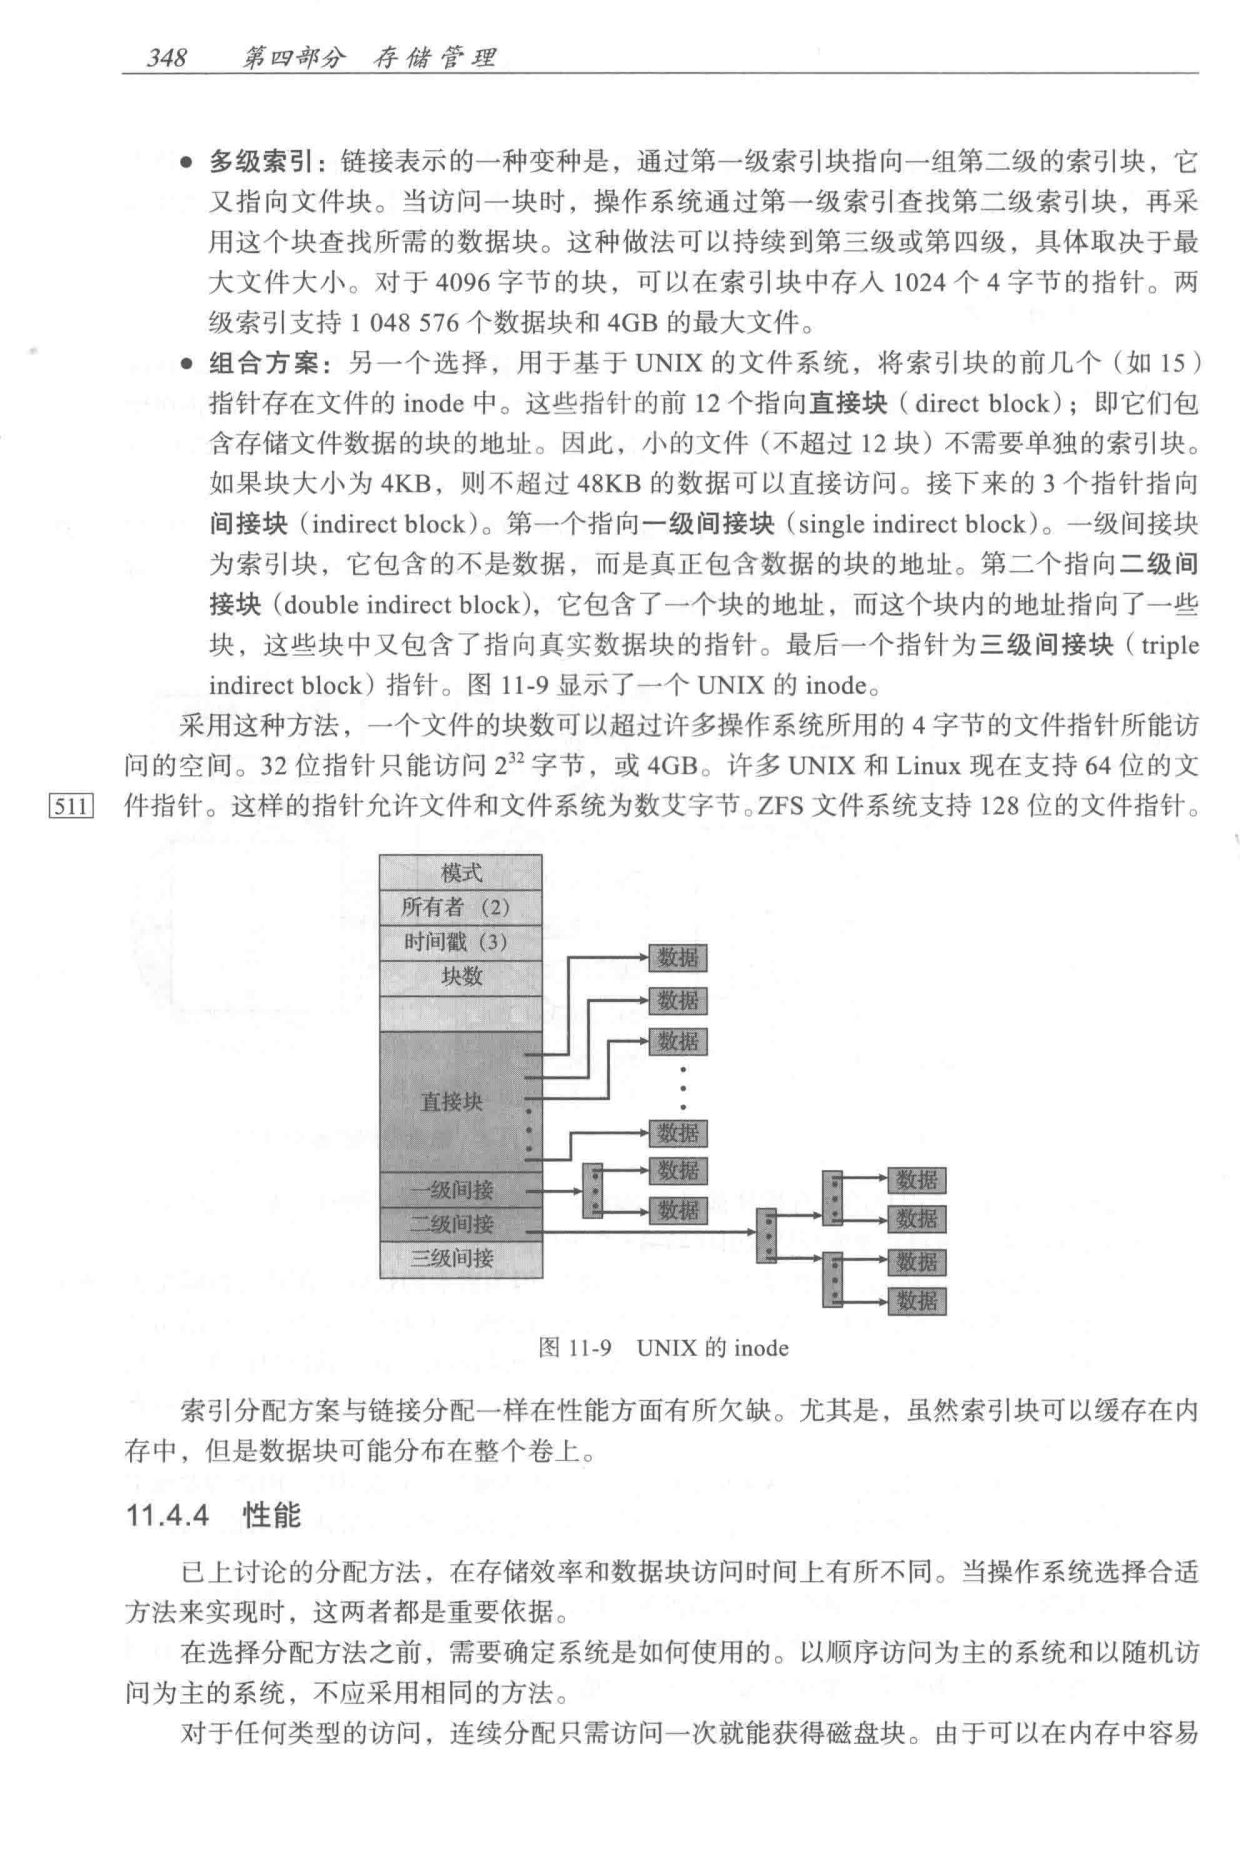 348 第四部分 存储管理
● 多级索引：链接表示的一种变种是，通过第一级索引块指向一组第二级的索引块，它
又指向文件块。当访问一块时，操作系统通过第一级索引查找第二级索引块，再采
用这个块查找所需的数据块。这种做法可以持续到第三级或第四级，具体取决于最
大文件大小。对于 4096 字节的块，可以在索引块中存入 1024 个 4 字节的指针。两
级索引支持 1 048 576 个数据块和 4GB 的最大文件。
● 组合方案：另一个选择，用于基于 UNIX 的文件系统，将索引块的前几个（如 15）
指针存在文件的 inode 中。这些指针的前 12 个指向直接块（direct block）；即它们包
含存储文件数据的块的地址。因此，小的文件（不超过 12 块）不需要单独的索引块。
如果块大小为 4KB，则不超过 48KB 的数据可以直接访问。接下来的 3 个指针指向
间接块（indirect block）。第一个指向一级间接块（single indirect block）。一级间接块
为索引块，它包含的不是数据，而是真正包含数据的块的地址。第二个指向二级间
接块（double indirect block），它包含了一个块的地址，而这个块内的地址指向了一些
块，这些块中又包含了指向真实数据块的指针。最后一个指针为三级间接块（triple
indirect block）指针。图 11-9 显示了一个 UNIX 的 inode。
采用这种方法，一个文件的块数可以超过许多操作系统所用的 4 字节的文件指针所能访
问的空间。32 位指针只能访问 2³² 字节，或 4GB。许多 UNIX 和 Linux 现在支持 64 位的文
511 件指针。这样的指针允许文件和文件系统为数艾字节。ZFS 文件系统支持 128 位的文件指针。
模式
所有者（2）
时间戳（3）
块数
直接块
一级间接
二级间接
三级间接
数据
数据
数据
数据
数据
数据
数据
数据
数据
数据
图 11-9 UNIX 的 inode
索引分配方案与链接分配一样在性能方面有所欠缺。尤其是，虽然索引块可以缓存在内
存中，但是数据块可能分布在整个卷上。
11.4.4 性能
已上讨论的分配方法，在存储效率和数据块访问时间上有所不同。当操作系统选择合适
方法来实现时，这两者都是重要依据。
在选择分配方法之前，需要确定系统是如何使用的。以顺序访问为主的系统和以随机访
问为主的系统，不应采用相同的方法。
对于任何类型的访问，连续分配只需访问一次就能获得磁盘块。由于可以在内存中容易